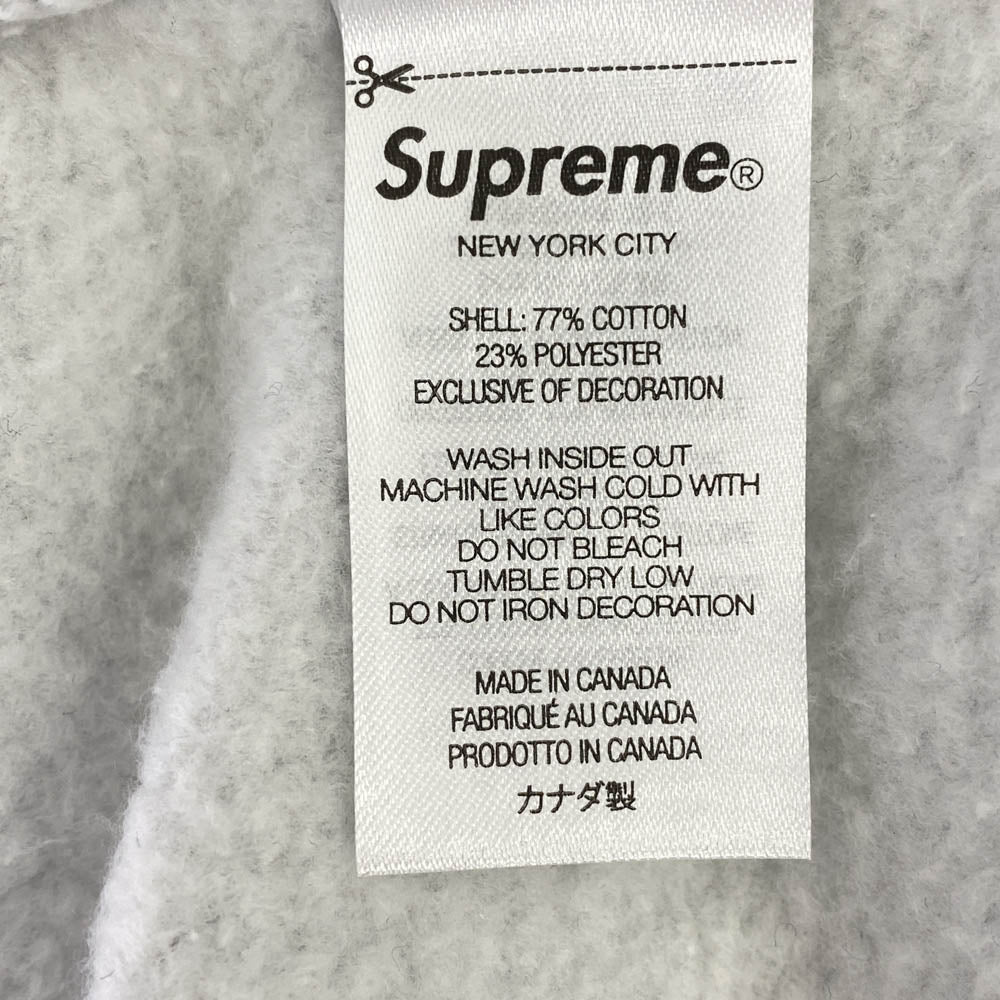 Supreme®
NEW YORK CITY
SHELL: 77% COTTON
23% POLYESTER
EXCLUSIVE OF DECORATION
WASH INSIDE OUT
MACHINE WASH COLD WITH
LIKE COLORS
DO NOT BLEACH
TUMBLE DRY LOW
DO NOT IRON DECORATION
MADE IN CANADA
FABRIQUÉ AU CANADA
PRODOTTO IN CANADA
カナダ製